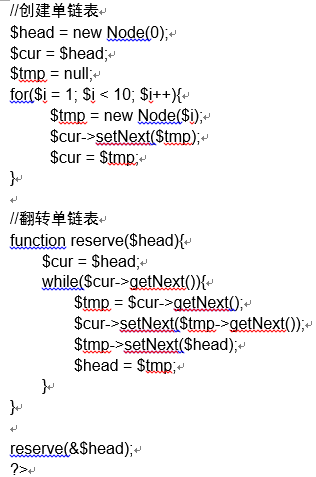 //创建单链表
$head = new Node(0);
$cur = $head;
$tmp = null;
for($i = 1; $i < 10; $i++){
$tmp = new Node($i);
$cur->setNext($tmp);
$cur = $tmp;
}
//翻转单链表
function reserve($head){
$cur = $head;
while($cur->getNext()){
$tmp = $cur->getNext();
$cur->setNext($tmp->getNext());
$tmp->setNext($head);
$head = $tmp;
}
}
reserve(&$head);
?>